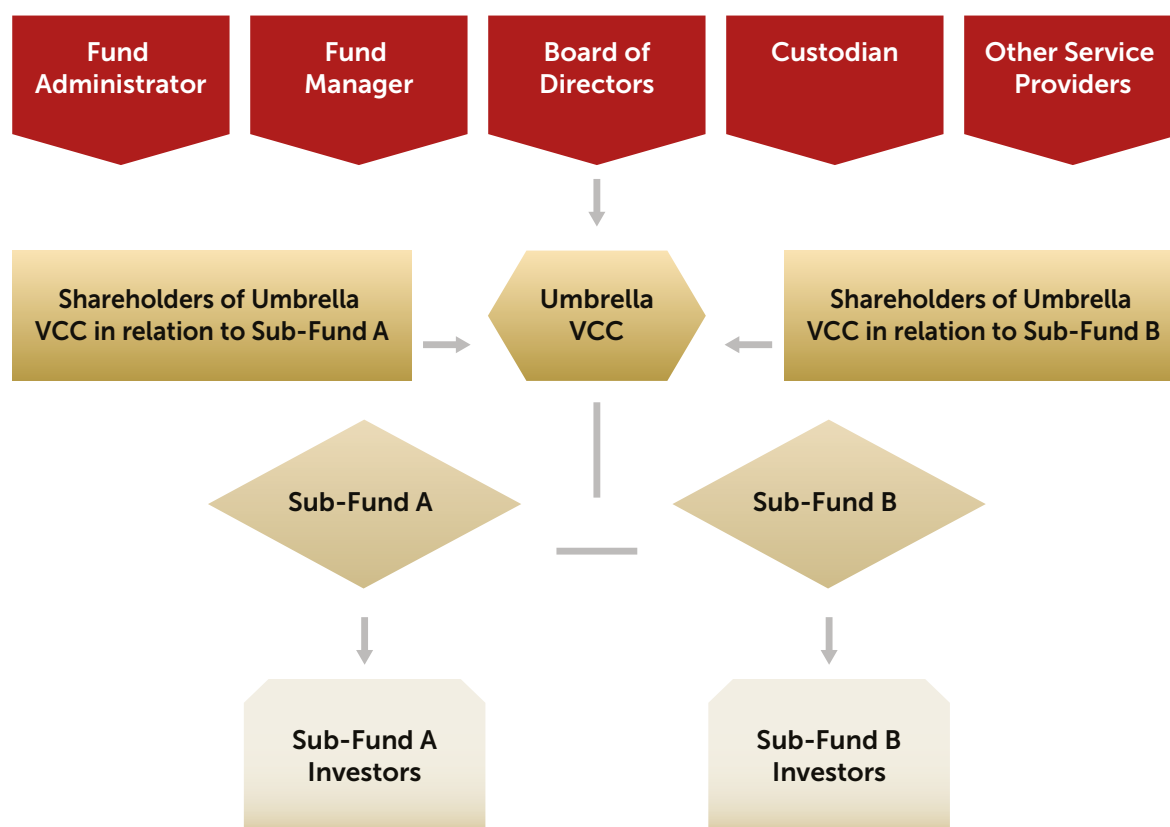 Fund
Administrator
Fund
Manager
Board of
Directors
Custodian
Other Service
Providers
Shareholders of Umbrella
VCC in relation to Sub-Fund A
Umbrella
VCC
Shareholders of Umbrella
VCC in relation to Sub-Fund B
Sub-Fund A
Sub-Fund B
Sub-Fund A
Investors
Sub-Fund B
Investors